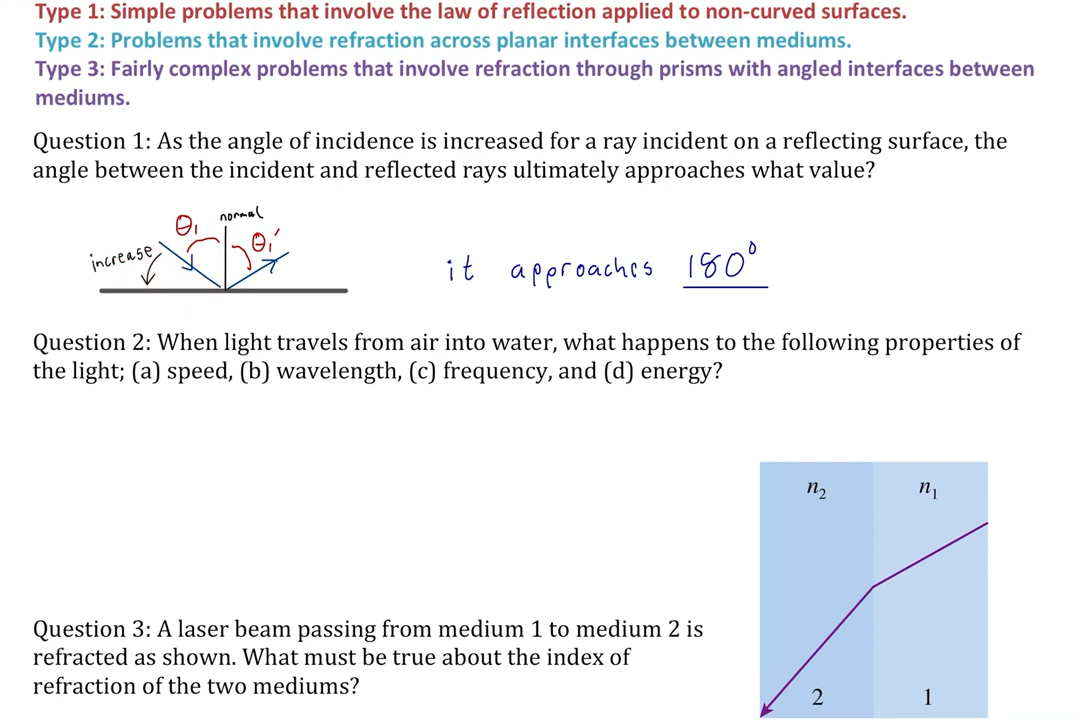 Type 1: Simple problems that involve the law of reflection applied to non-curved surfaces.
Type 2: Problems that involve refraction across planar interfaces between mediums.
Type 3: Fairly complex problems that involve refraction through prisms with angled interfaces between
mediums.
Question 1: As the angle of incidence is increased for a ray incident on a reflecting surface, the
angle between the incident and reflected rays ultimately approaches what value?
θ₁ normal
θ₁′
increase
it approaches 180°
Question 2: When light travels from air into water, what happens to the following properties of
the light; (a) speed, (b) wavelength, (c) frequency, and (d) energy?
n₂ n₁
Question 3: A laser beam passing from medium 1 to medium 2 is
refracted as shown. What must be true about the index of
refraction of the two mediums?
2 1